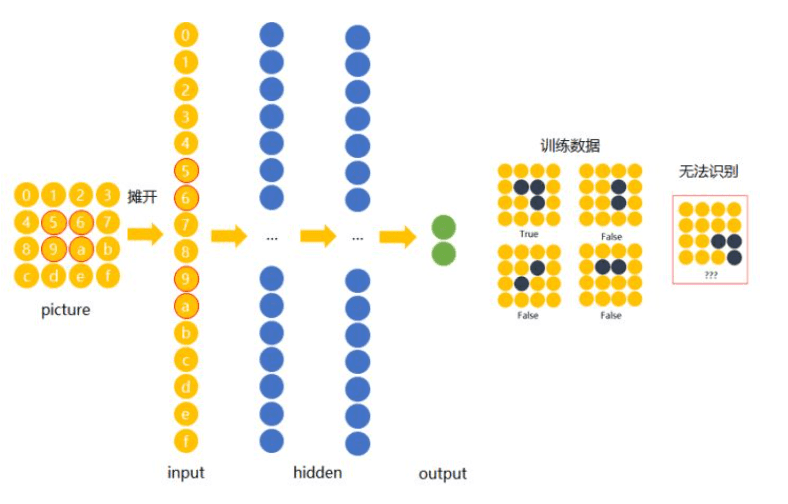 0 1 2 3
4 5 6 7
8 9 a b
c d e f
picture
摊开
0
1
2
3
4
5
6
7
8
9
a
b
c
d
e
f
input
...
...
hidden
output
训练数据
True
False
False
False
无法识别
???